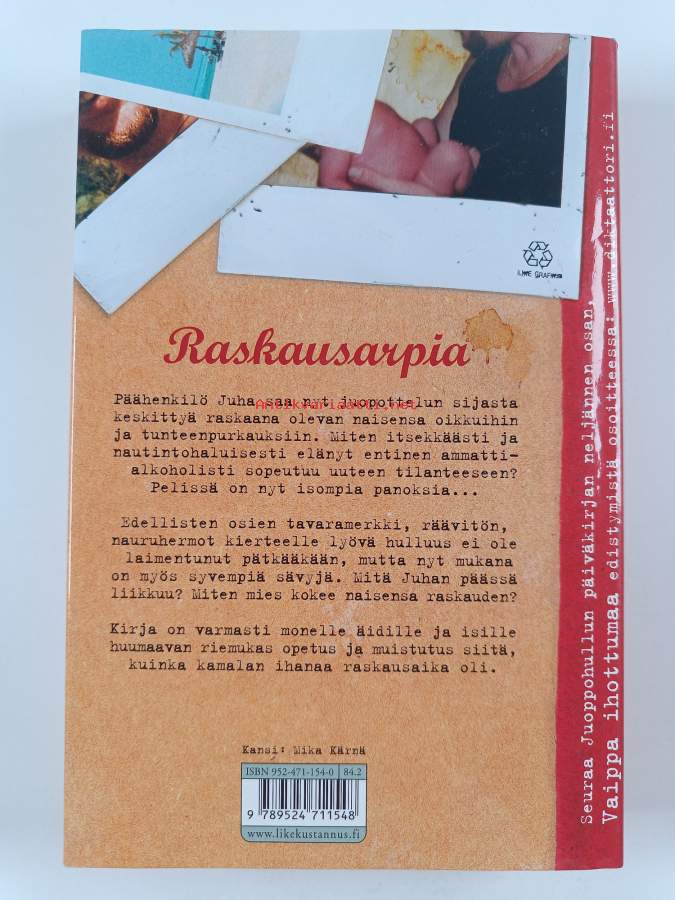 ILIKE GRAFIIKKA
Raskausarpia
Antikvariaatti.net
Päähenkilö Juha saa nyt juopottelun sijasta
keskittyä raskaana olevan naisensa oikkuihin
ja tunteenpurkauksiin. Miten itsekkäästi ja
nautintohaluisesti elänyt entinen ammatti-
alkoholisti sopeutuu uuteen tilanteeseen?
Pelissä on nyt isompia panoksia...
Edellisten osien tavaramerkki, räävitön,
nauruhermot kierteelle lyövä hulluus ei ole
laimentunut pätkääkään, mutta nyt mukana
on myös syvempiä sävyjä. Mitä Juhan päässä
liikkuu? Miten mies kokee naisensa raskauden?
Kirja on varmasti monelle äidille ja isille
huumaavan riemukas opetus ja muistutus siitä,
kuinka kamalan ihanaa raskausaika oli.
Kansi: Mika Kärnä
ISBN 952-471-154-0 84.2
9 789524 711548
www.likekustannus.fi
Seuraa Juoppohullun päiväkirjan neljännen osan,
Vaippa ihottumaa edistymistä osoitteessa: www.diktaattori.fi